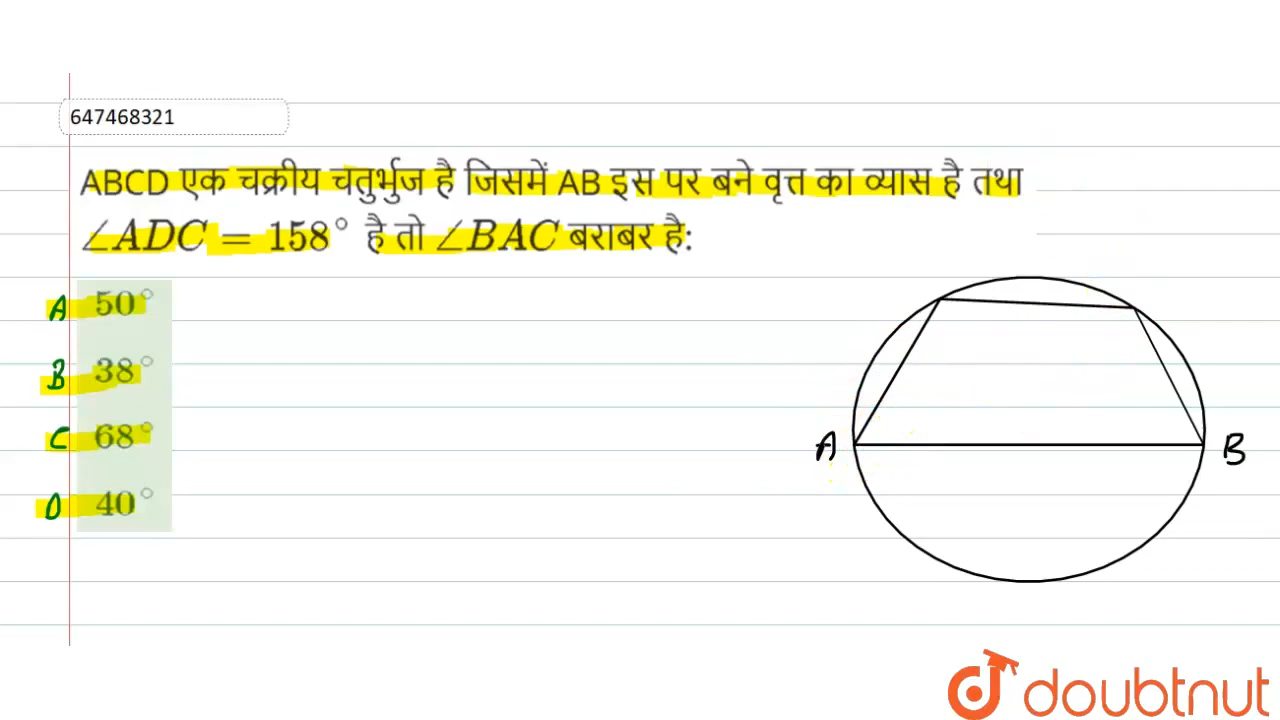 647468321
ABCD एक चक्रीय चतुर्भुज है जिसमें AB इस पर बने वृत्त का व्यास है तथा
∠ADC = 158° है तो ∠BAC बराबर है:
A 50°
B 38°
C 68°
D 40°
A B
doubtnut